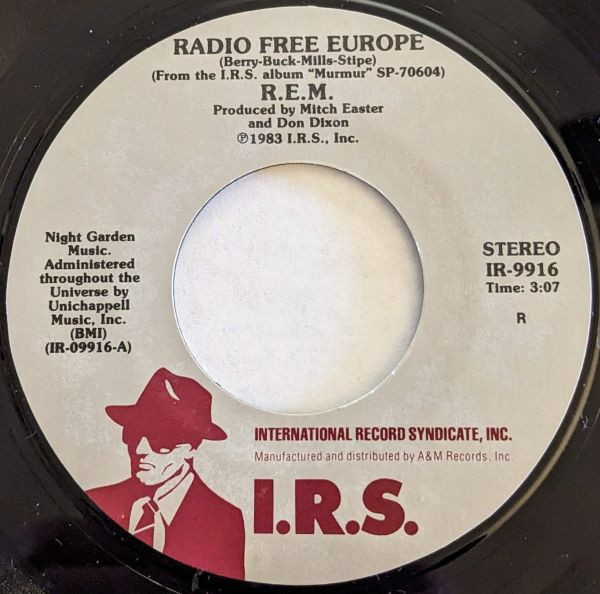 RADIO FREE EUROPE
(Berry-Buck-Mills-Stipe)
(From the I.R.S. album "Murmur" SP-70604)
R.E.M.
Produced by Mitch Easter
and Don Dixon
℗1983 I.R.S., Inc.
Night Garden
Music.
Administered
throughout the
Universe by
Unichappell
Music, Inc.
(BMI)
(IR-09916-A)
STEREO
IR-9916
Time: 3:07
R
INTERNATIONAL RECORD SYNDICATE, INC.
Manufactured and distributed by A&M Records, Inc.
I.R.S.